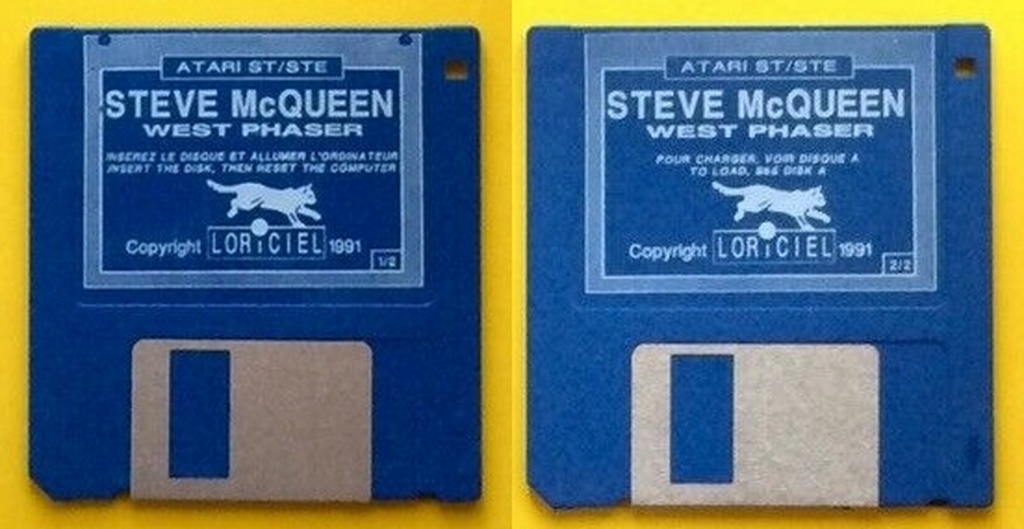 ATARI ST/STE
STEVE McQUEEN
WEST PHASER
INSEREZ LE DISQUE ET ALLUMER L'ORDINATEUR
INSERT THE DISK, THEN RESET THE COMPUTER
Copyright LORiCIEL 1991
1/2
ATARI ST/STE
STEVE McQUEEN
WEST PHASER
POUR CHARGER, VOIR DISQUE A
TO LOAD, SEE DISK A
Copyright LORiCIEL 1991
2/2